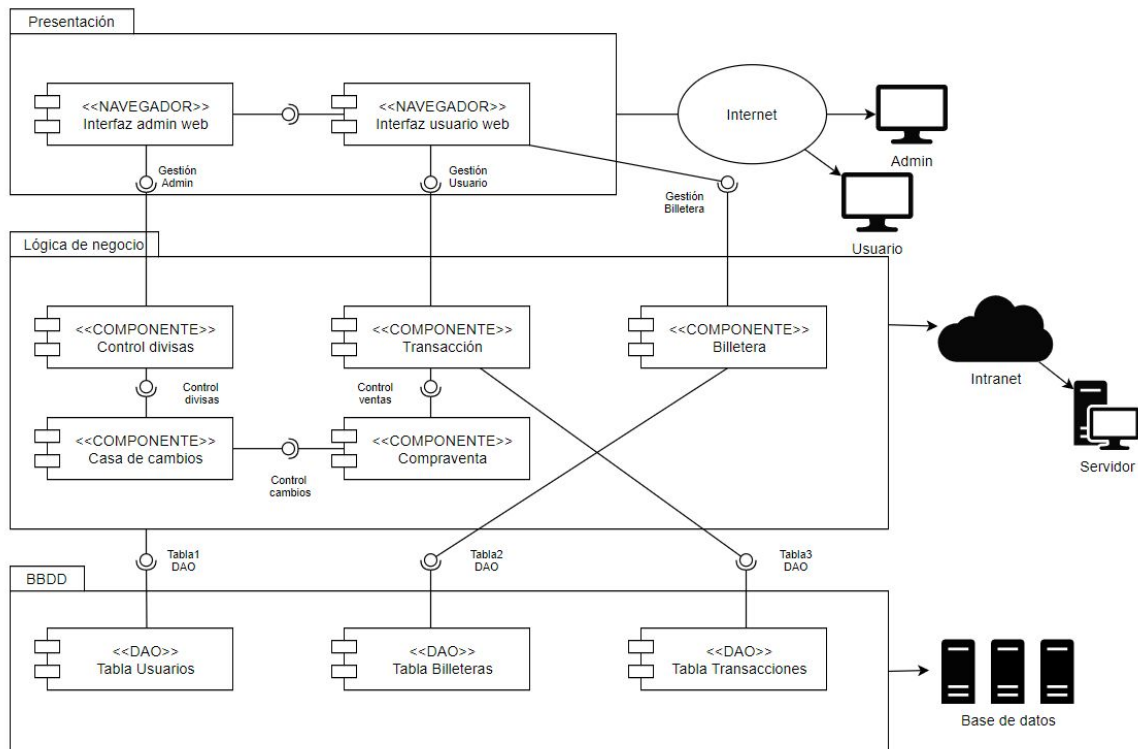 Presentación
<<NAVEGADOR>>
Interfaz admin web
<<NAVEGADOR>>
Interfaz usuario web
Internet
Admin
Usuario
Gestión
Admin
Gestión
Usuario
Gestión
Billetera
Lógica de negocio
<<COMPONENTE>>
Control divisas
<<COMPONENTE>>
Transacción
<<COMPONENTE>>
Billetera
Intranet
Servidor
Control
divisas
Control
ventas
<<COMPONENTE>>
Casa de cambios
<<COMPONENTE>>
Compraventa
Control
cambios
Tabla1
DAO
Tabla2
DAO
Tabla3
DAO
BBDD
<<DAO>>
Tabla Usuarios
<<DAO>>
Tabla Billeteras
<<DAO>>
Tabla Transacciones
Base de datos